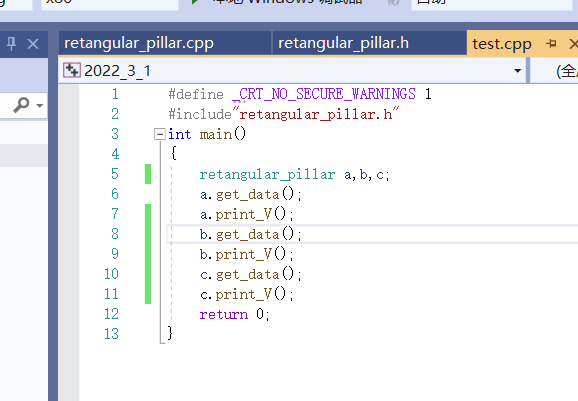 retangular_pillar.cpp
retangular_pillar.h
test.cpp
2022_3_1
1 #define _CRT_NO_SECURE_WARNINGS 1
2 #include"retangular_pillar.h"
3 int main()
4 {
5 retangular_pillar a,b,c;
6 a.get_data();
7 a.print_V();
8 b.get_data();
9 b.print_V();
10 c.get_data();
11 c.print_V();
12 return 0;
13 }